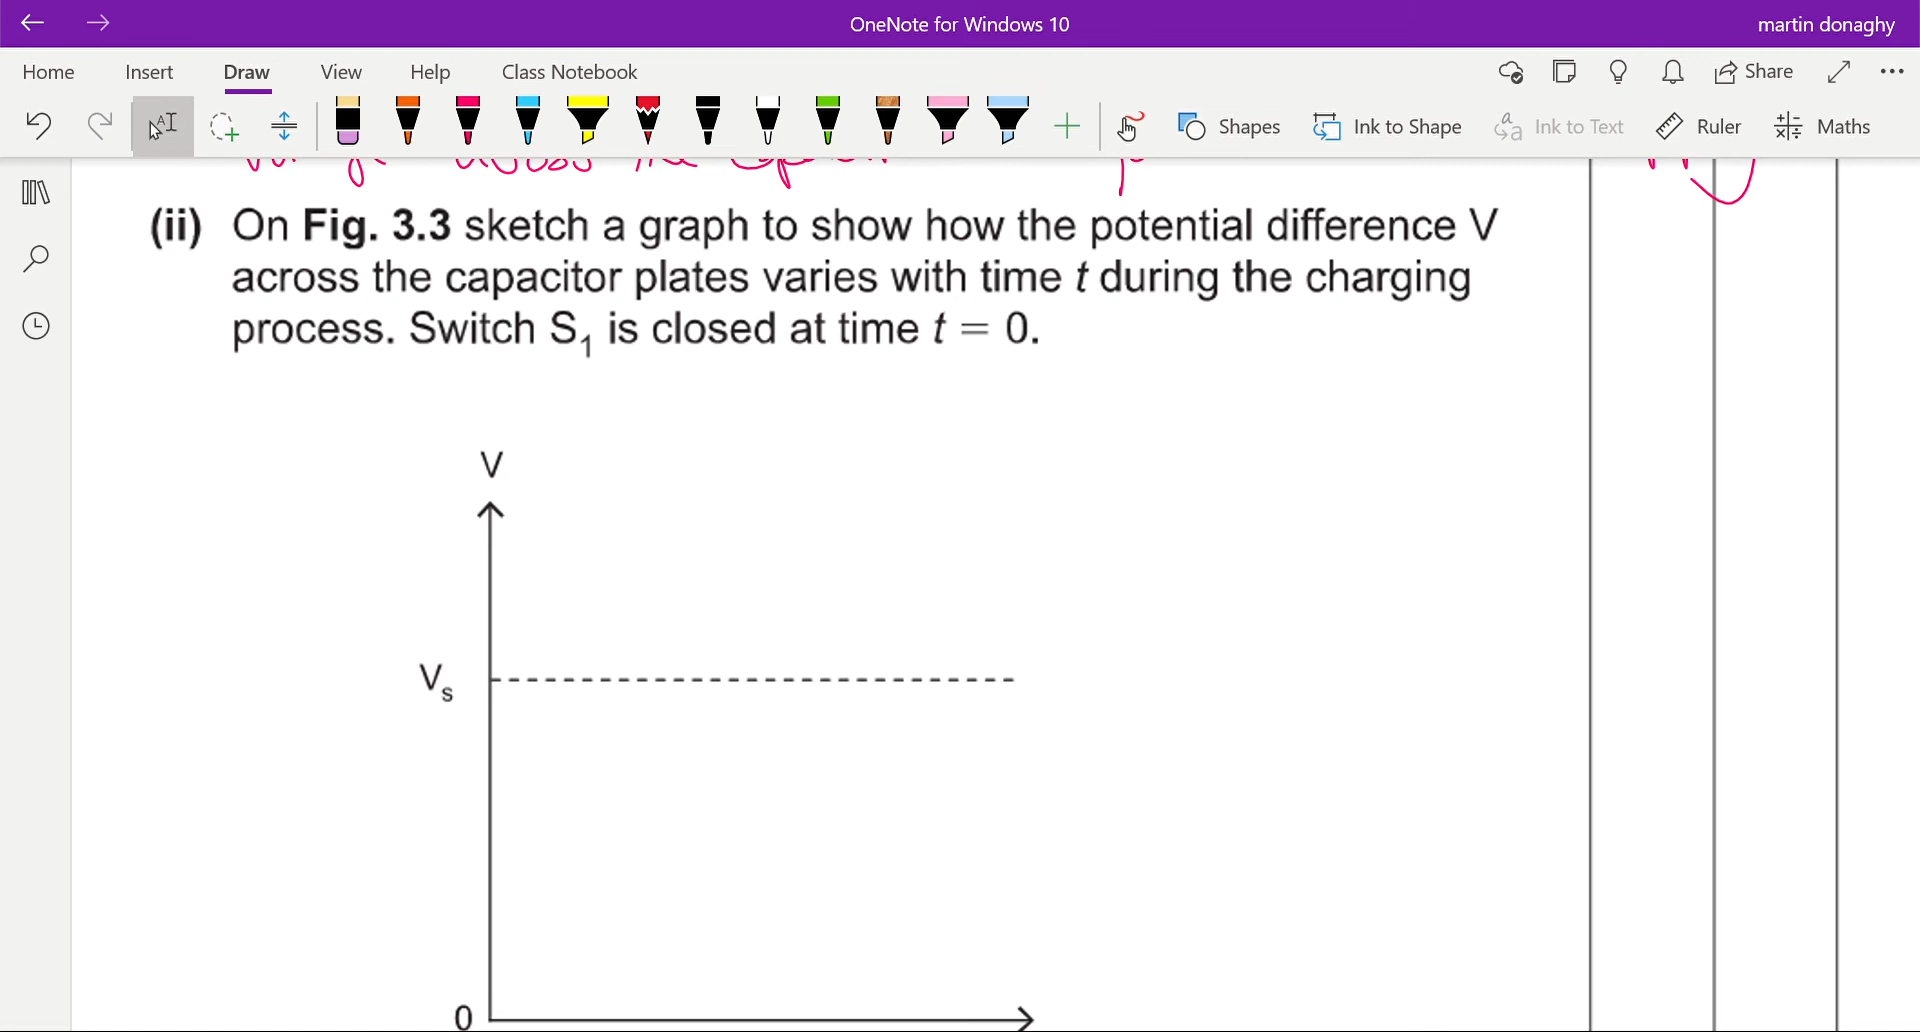 OneNote for Windows 10
martin donaghy
Home Insert Draw View Help Class Notebook
Share
Shapes Ink to Shape Ink to Text Ruler Maths
across the
(ii) On Fig. 3.3 sketch a graph to show how the potential difference V
across the capacitor plates varies with time t during the charging
process. Switch S₁ is closed at time t = 0.
V
Vₛ
0